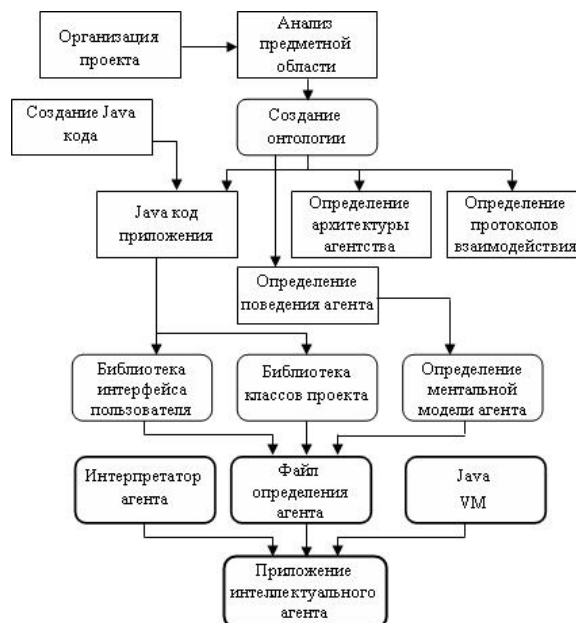 Организация
проекта
Анализ
предметной
области
Создание Java
кода
Создание
онтологии
Java код
приложения
Определение
архитектуры
агентства
Определение
протоколов
взаимодействия
Определение
поведения агента
Библиотека
интерфейса
пользователя
Библиотека
классов проекта
Определение
ментальной
модели агента
Интерпретатор
агента
Файл
определения
агента
Java
VM
Приложение
интеллектуального
агента